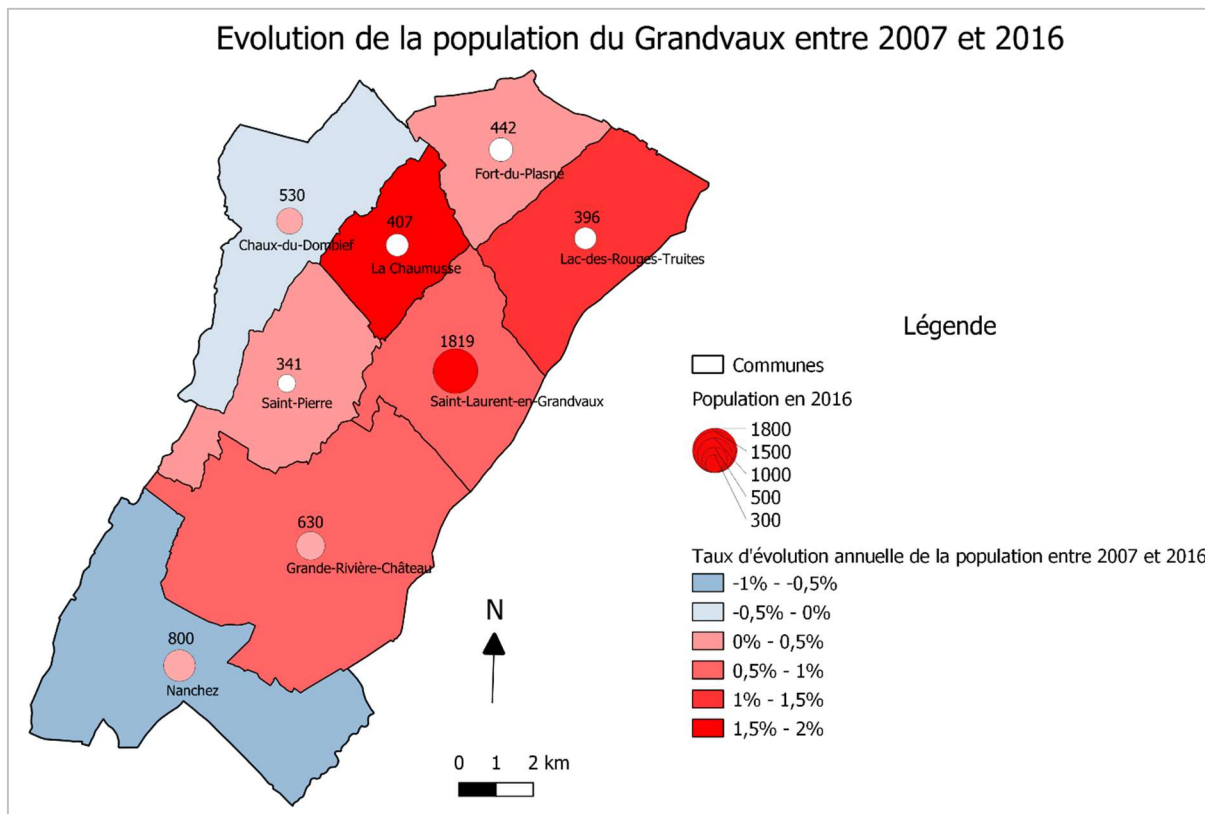 Evolution de la population du Grandvaux entre 2007 et 2016
442
Fort-du-Plasne
530
Chaux-du-Dombief
407
La Chaumusse
396
Lac-des-Rouges-Truites
341
Saint-Pierre
1819
Saint-Laurent-en-Grandvaux
630
Grande-Rivière-Château
800
Nanchez
N
0 1 2 km
Légende
Communes
Population en 2016
1800
1500
1000
500
300
Taux d'évolution annuelle de la population entre 2007 et 2016
-1% - -0,5%
-0,5% - 0%
0% - 0,5%
0,5% - 1%
1% - 1,5%
1,5% - 2%